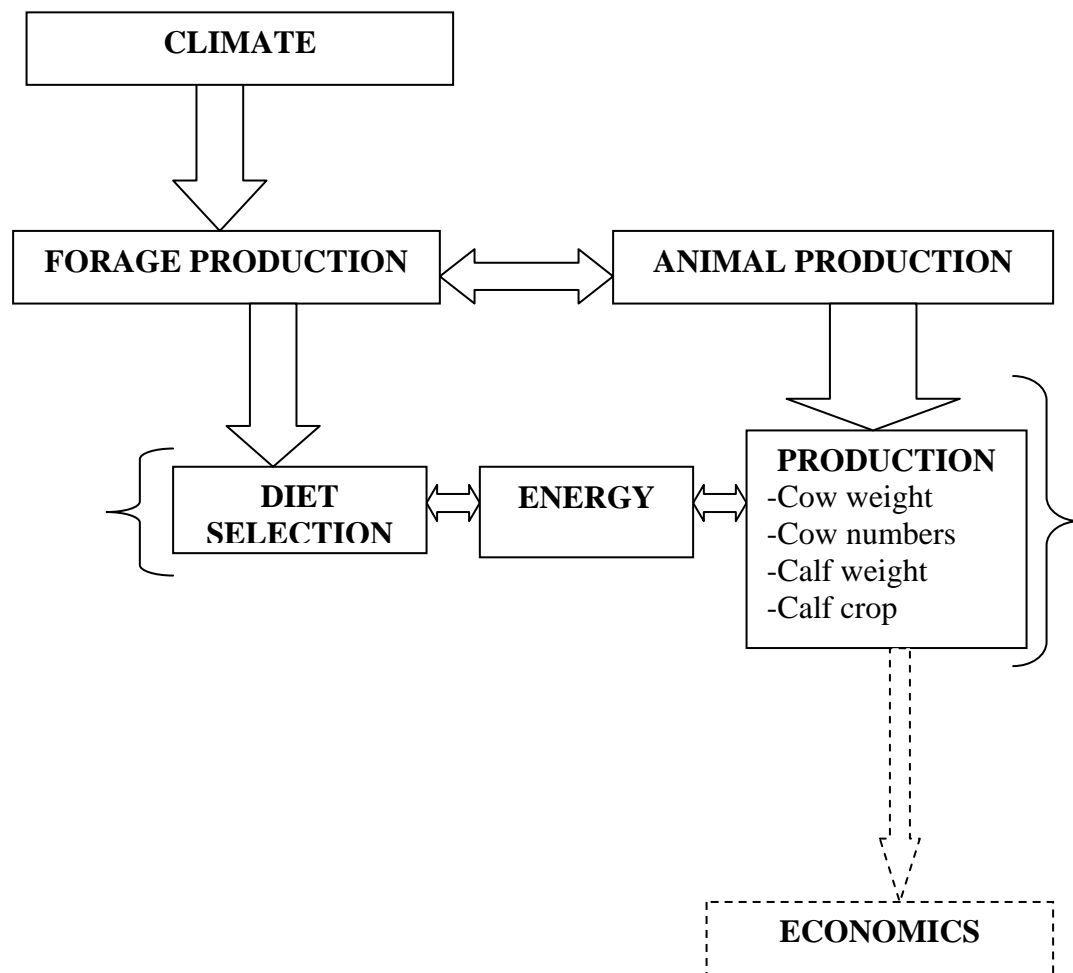 CLIMATE
FORAGE PRODUCTION
ANIMAL PRODUCTION
DIET
SELECTION
ENERGY
PRODUCTION
-Cow weight
-Cow numbers
-Calf weight
-Calf crop
ECONOMICS